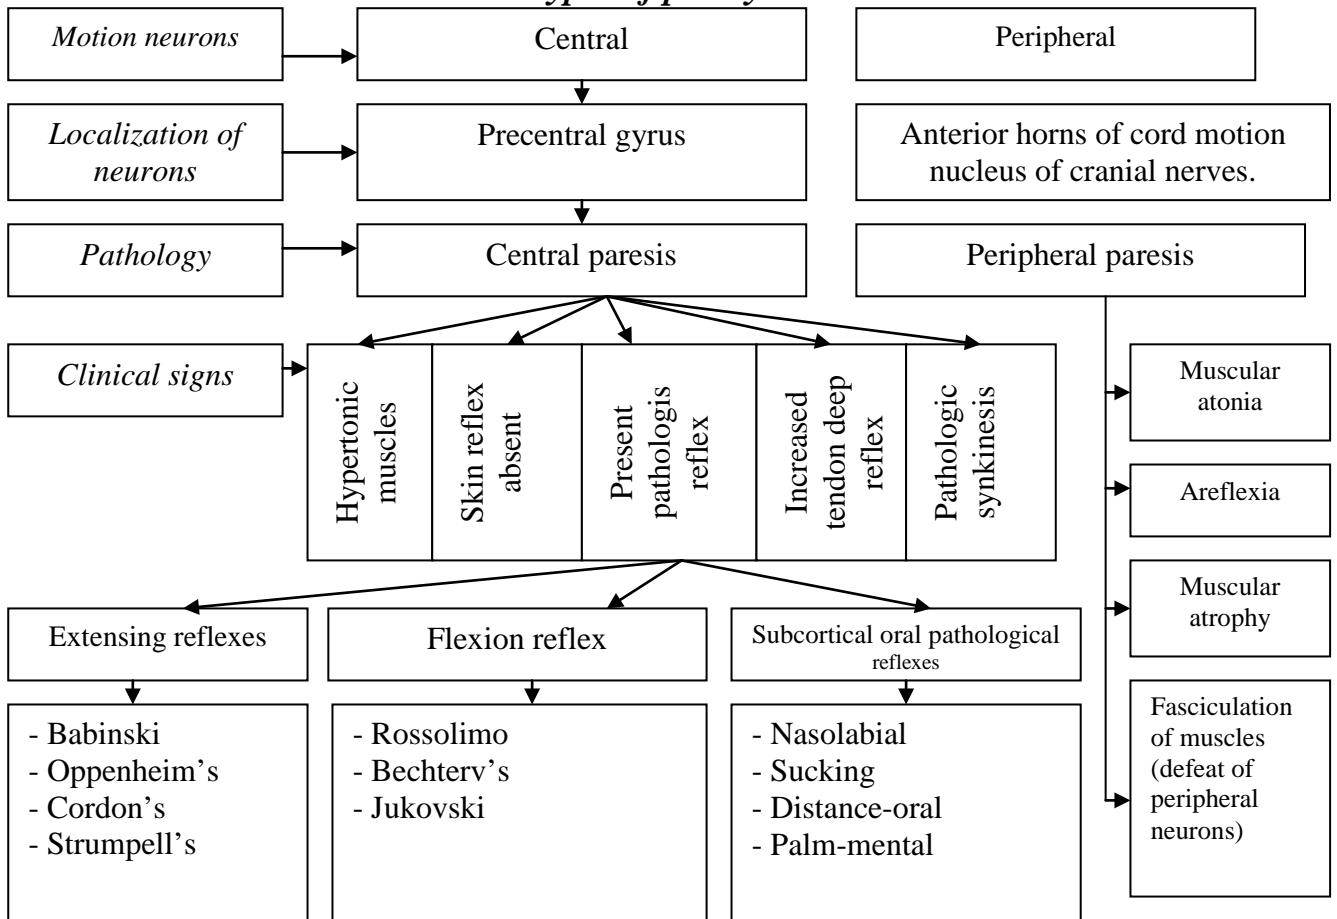 Motion neurons
Central
Peripheral
Localization of
neurons
Precentral gyrus
Anterior horns of cord motion
nucleus of cranial nerves.
Pathology
Central paresis
Peripheral paresis
Clinical signs
Hypertonic
muscles
Skin reflex
absent
Present
pathologis
reflex
Increased
tendon deep
reflex
Pathologic
synkinesis
Muscular
atonia
Areflexia
Muscular
atrophy
Fasciculation
of muscles
(defeat of
peripheral
neurons)
Extensing reflexes
Flexion reflex
Subcortical oral pathological
reflexes
- Babinski
- Oppenheim's
- Cordon's
- Strumpell's
- Rossolimo
- Bechterv's
- Jukovski
- Nasolabial
- Sucking
- Distance-oral
- Palm-mental